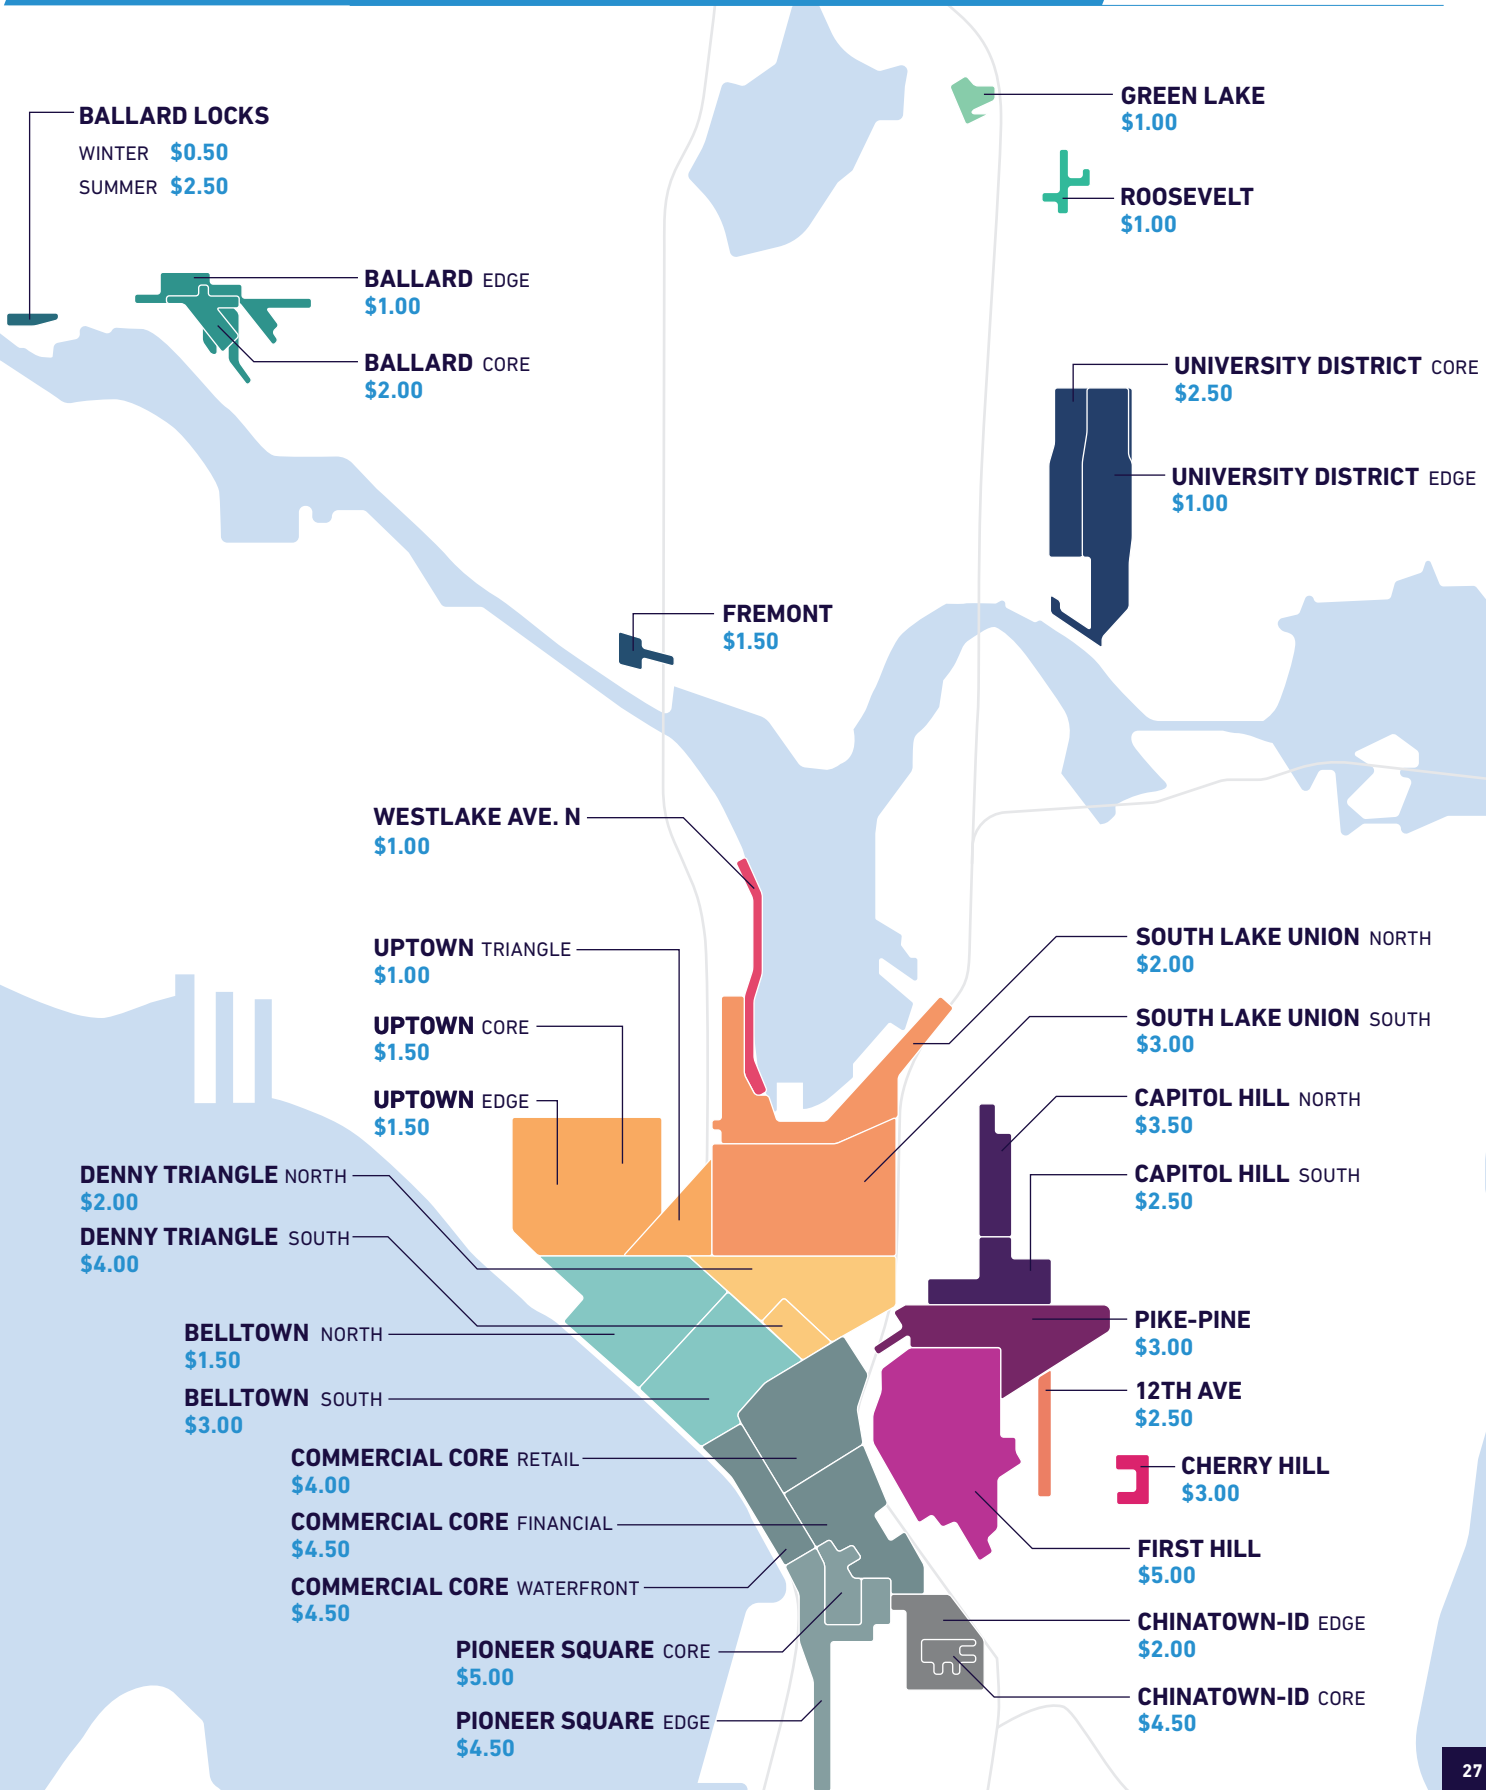 BALLARD LOCKS
WINTER $0.50
SUMMER $2.50
GREEN LAKE
$1.00
ROOSEVELT
$1.00
BALLARD EDGE
$1.00
BALLARD CORE
$2.00
UNIVERSITY DISTRICT CORE
$2.50
UNIVERSITY DISTRICT EDGE
$1.00
FREMONT
$1.50
WESTLAKE AVE. N
$1.00
UPTOWN TRIANGLE
$1.00
UPTOWN CORE
$1.50
UPTOWN EDGE
$1.50
DENNY TRIANGLE NORTH
$2.00
DENNY TRIANGLE SOUTH
$4.00
BELLTOWN NORTH
$1.50
BELLTOWN SOUTH
$3.00
COMMERCIAL CORE RETAIL
$4.00
COMMERCIAL CORE FINANCIAL
$4.50
COMMERCIAL CORE WATERFRONT
$4.50
PIONEER SQUARE CORE
$5.00
PIONEER SQUARE EDGE
$4.50
SOUTH LAKE UNION NORTH
$2.00
SOUTH LAKE UNION SOUTH
$3.00
CAPITOL HILL NORTH
$3.50
CAPITOL HILL SOUTH
$2.50
PIKE-PINE
$3.00
12TH AVE
$2.50
CHERRY HILL
$3.00
FIRST HILL
$5.00
CHINATOWN-ID EDGE
$2.00
CHINATOWN-ID CORE
$4.50
27